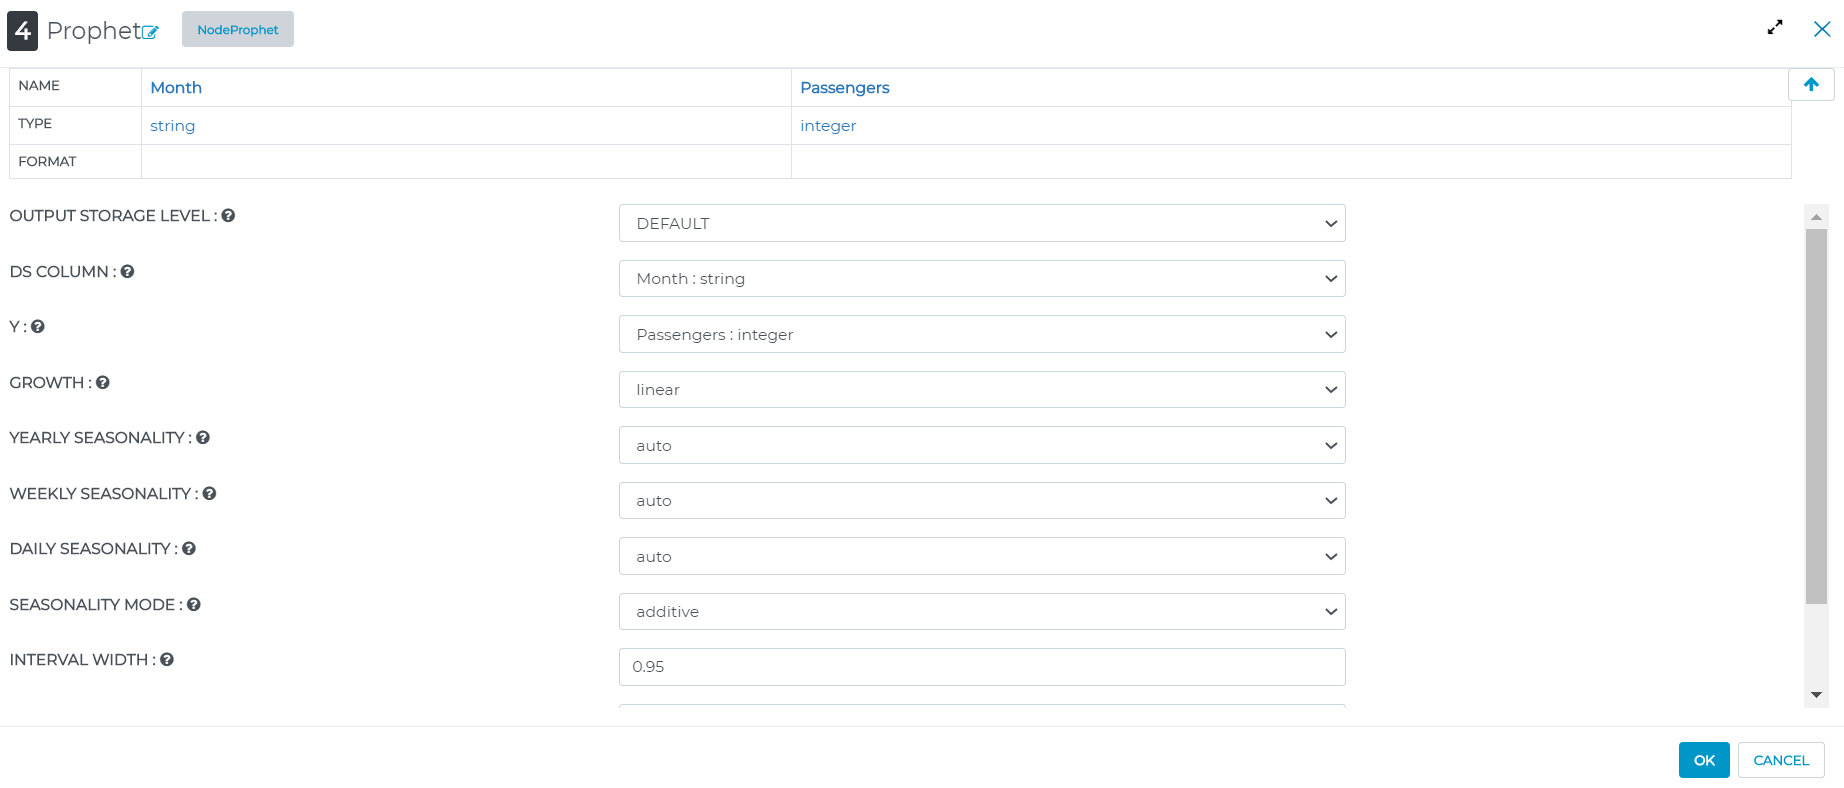 4 Prophet NodeProphet
NAME Month Passengers
TYPE string integer
FORMAT
OUTPUT STORAGE LEVEL : DEFAULT
DS COLUMN : Month : string
Y : Passengers : integer
GROWTH : linear
YEARLY SEASONALITY : auto
WEEKLY SEASONALITY : auto
DAILY SEASONALITY : auto
SEASONALITY MODE : additive
INTERVAL WIDTH : 0.95
OK CANCEL